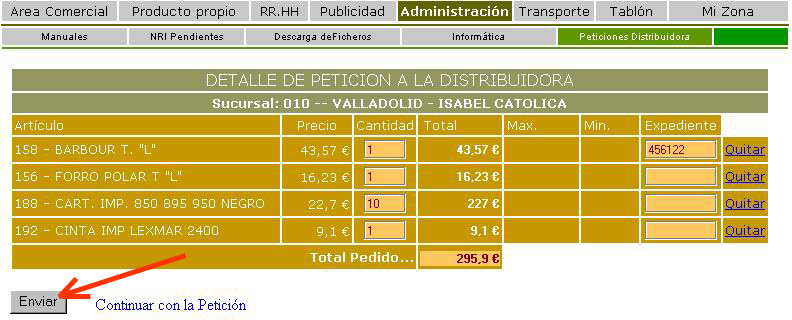 Area Comercial Producto propio RR.HH Publicidad Administración Transporte Tablón Mi Zona
Manuales NRI Pendientes Descarga deFicheros Informática Peticiones Distribuidora
DETALLE DE PETICION A LA DISTRIBUIDORA
Sucursal: 010 -- VALLADOLID - ISABEL CATOLICA
Artículo Precio Cantidad Total Max. Min. Expediente
158 - BARBOUR T. "L" 43,57 € 1 43,57 € 456122 Quitar
156 - FORRO POLAR T "L" 16,23 € 1 16,23 € Quitar
188 - CART. IMP. 850 895 950 NEGRO 22,7 € 10 227 € Quitar
192 - CINTA IMP LEXMAR 2400 9,1 € 1 9,1 € Quitar
Total Pedido... 295,9 €
Enviar Continuar con la Petición